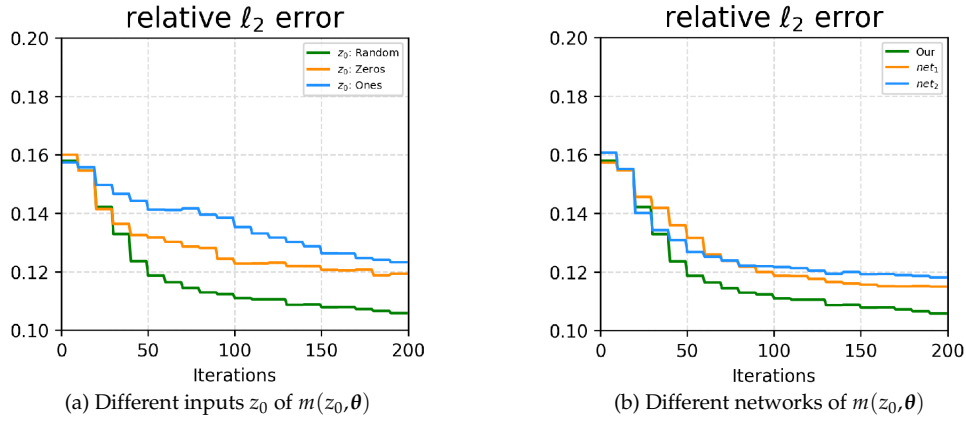 relative ℓ₂ error
0.20
0.18
0.16
0.14
0.12
0.10
0
50
100
150
200
Iterations
z₀: Random
z₀: Zeros
z₀: Ones
(a) Different inputs z₀ of m(z₀,θ)
relative ℓ₂ error
0.20
0.18
0.16
0.14
0.12
0.10
0
50
100
150
200
Iterations
Our
net₁
net₂
(b) Different networks of m(z₀,θ)